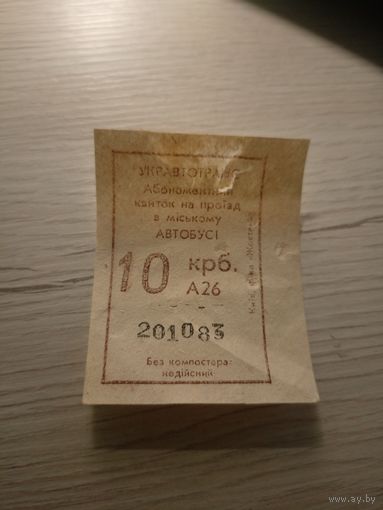 УКРАВТОТРАНС
Абонементний
квиток на проїзд
в міському
АВТОБУСІ
10 крб.
А26
201083
Без компостера
недійсний
www.ay.by